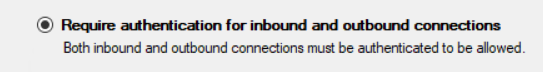 Require authentication for inbound and outbound connections
Both inbound and outbound connections must be authenticated to be allowed.